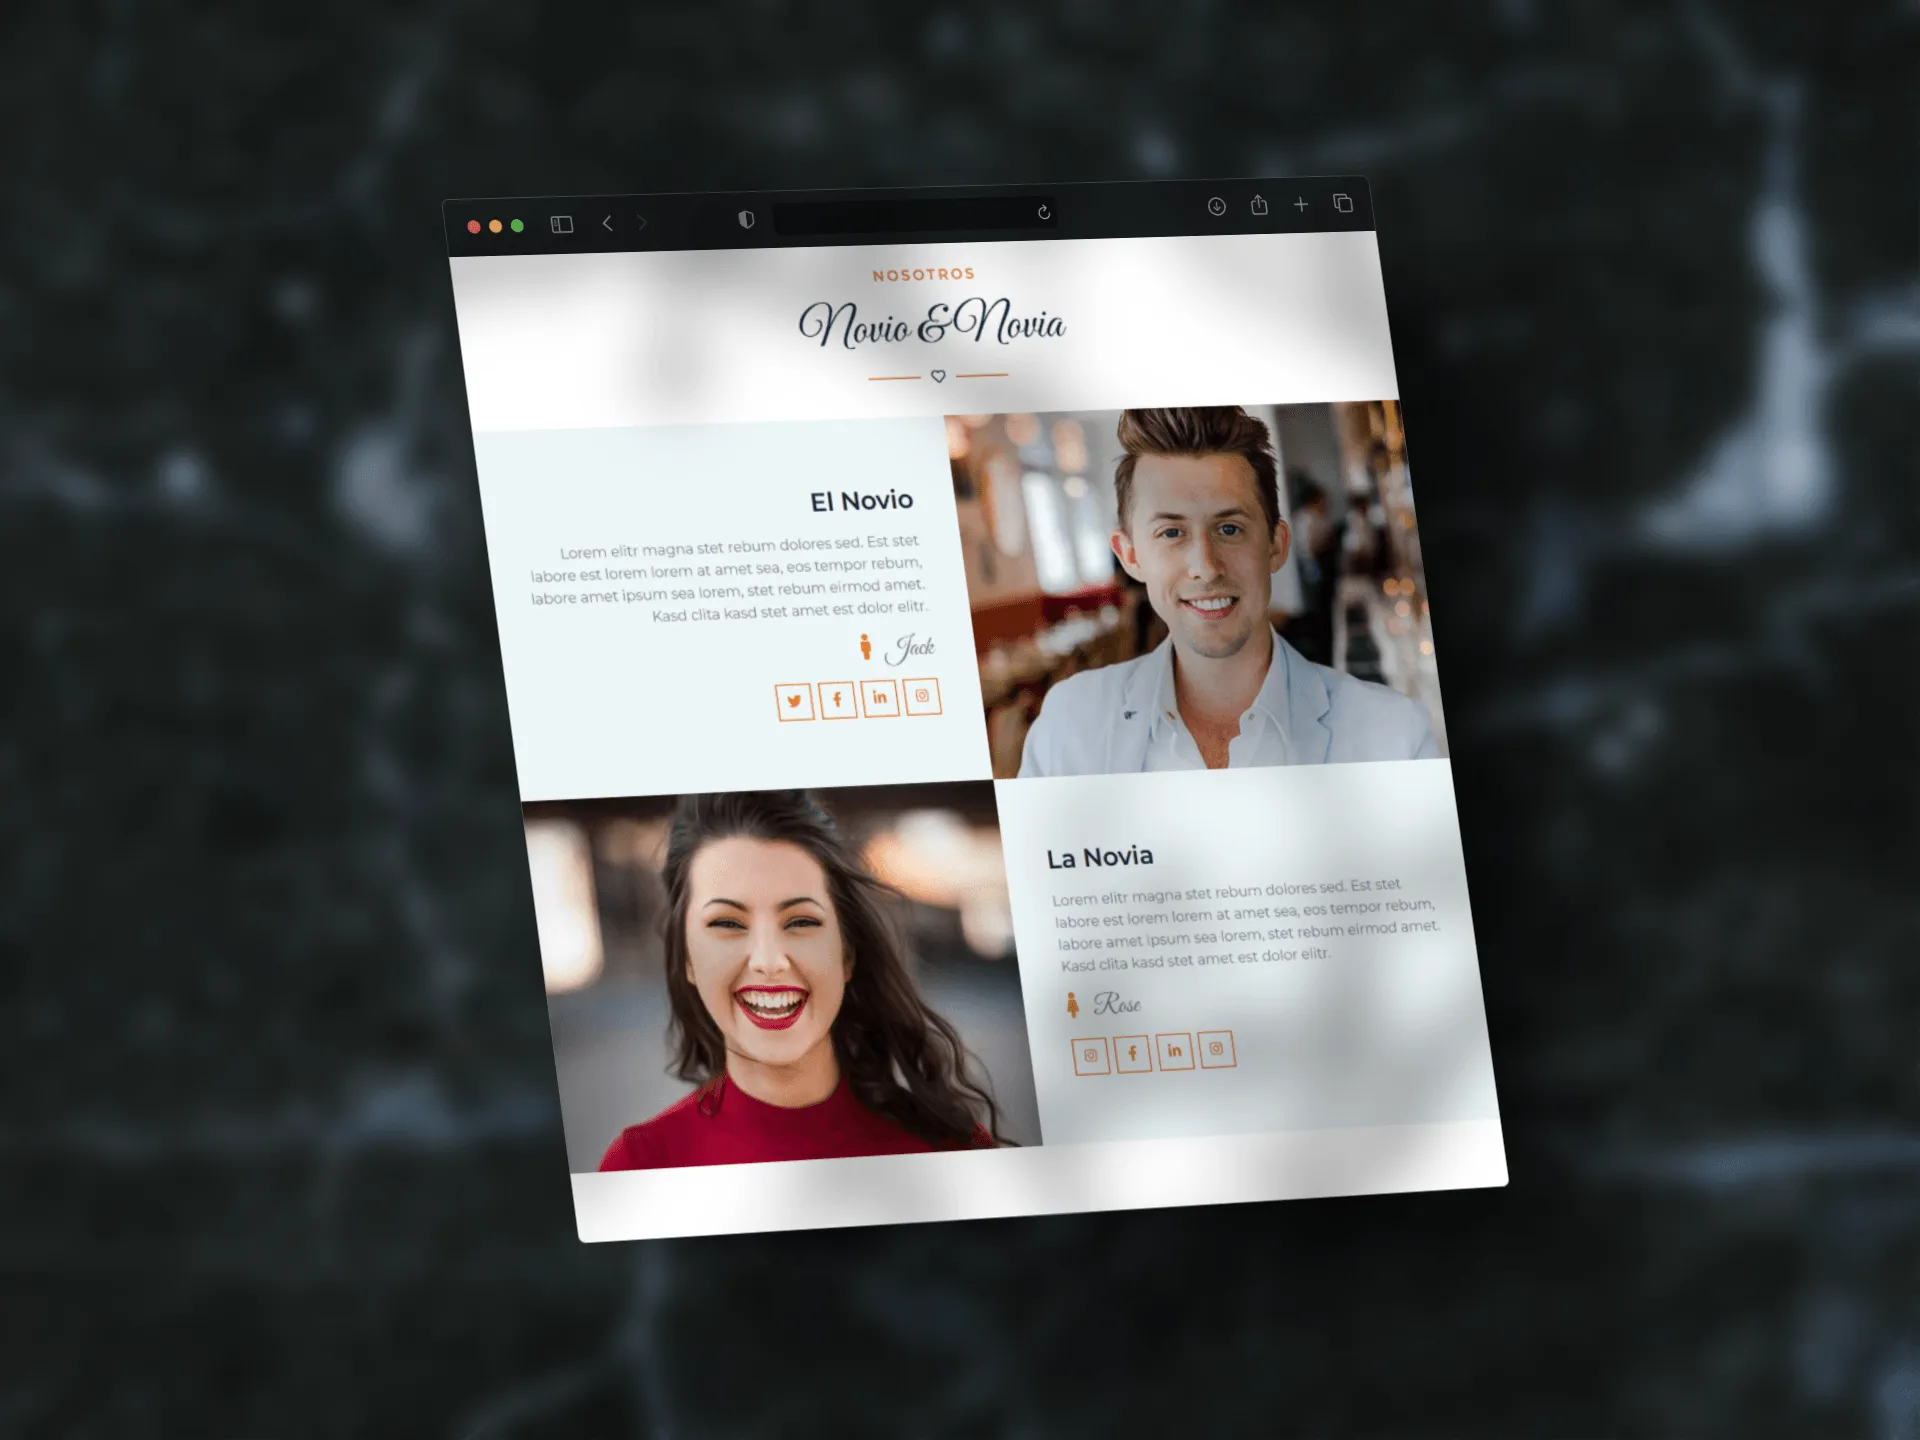 NOSOTROS
Novio & Novia
El Novio
Lorem elitr magna stet rebum dolores sed. Est stet
labore est lorem lorem at amet sea, eos tempor rebum,
labore amet ipsum sea lorem, stet rebum eirmod amet.
Kasd clita kasd stet amet est dolor elitr.
Jack
La Novia
Lorem elitr magna stet rebum dolores sed. Est stet
labore est lorem lorem at amet sea, eos tempor rebum,
labore amet ipsum sea lorem, stet rebum eirmod amet.
Kasd clita kasd stet amet est dolor elitr.
Rose